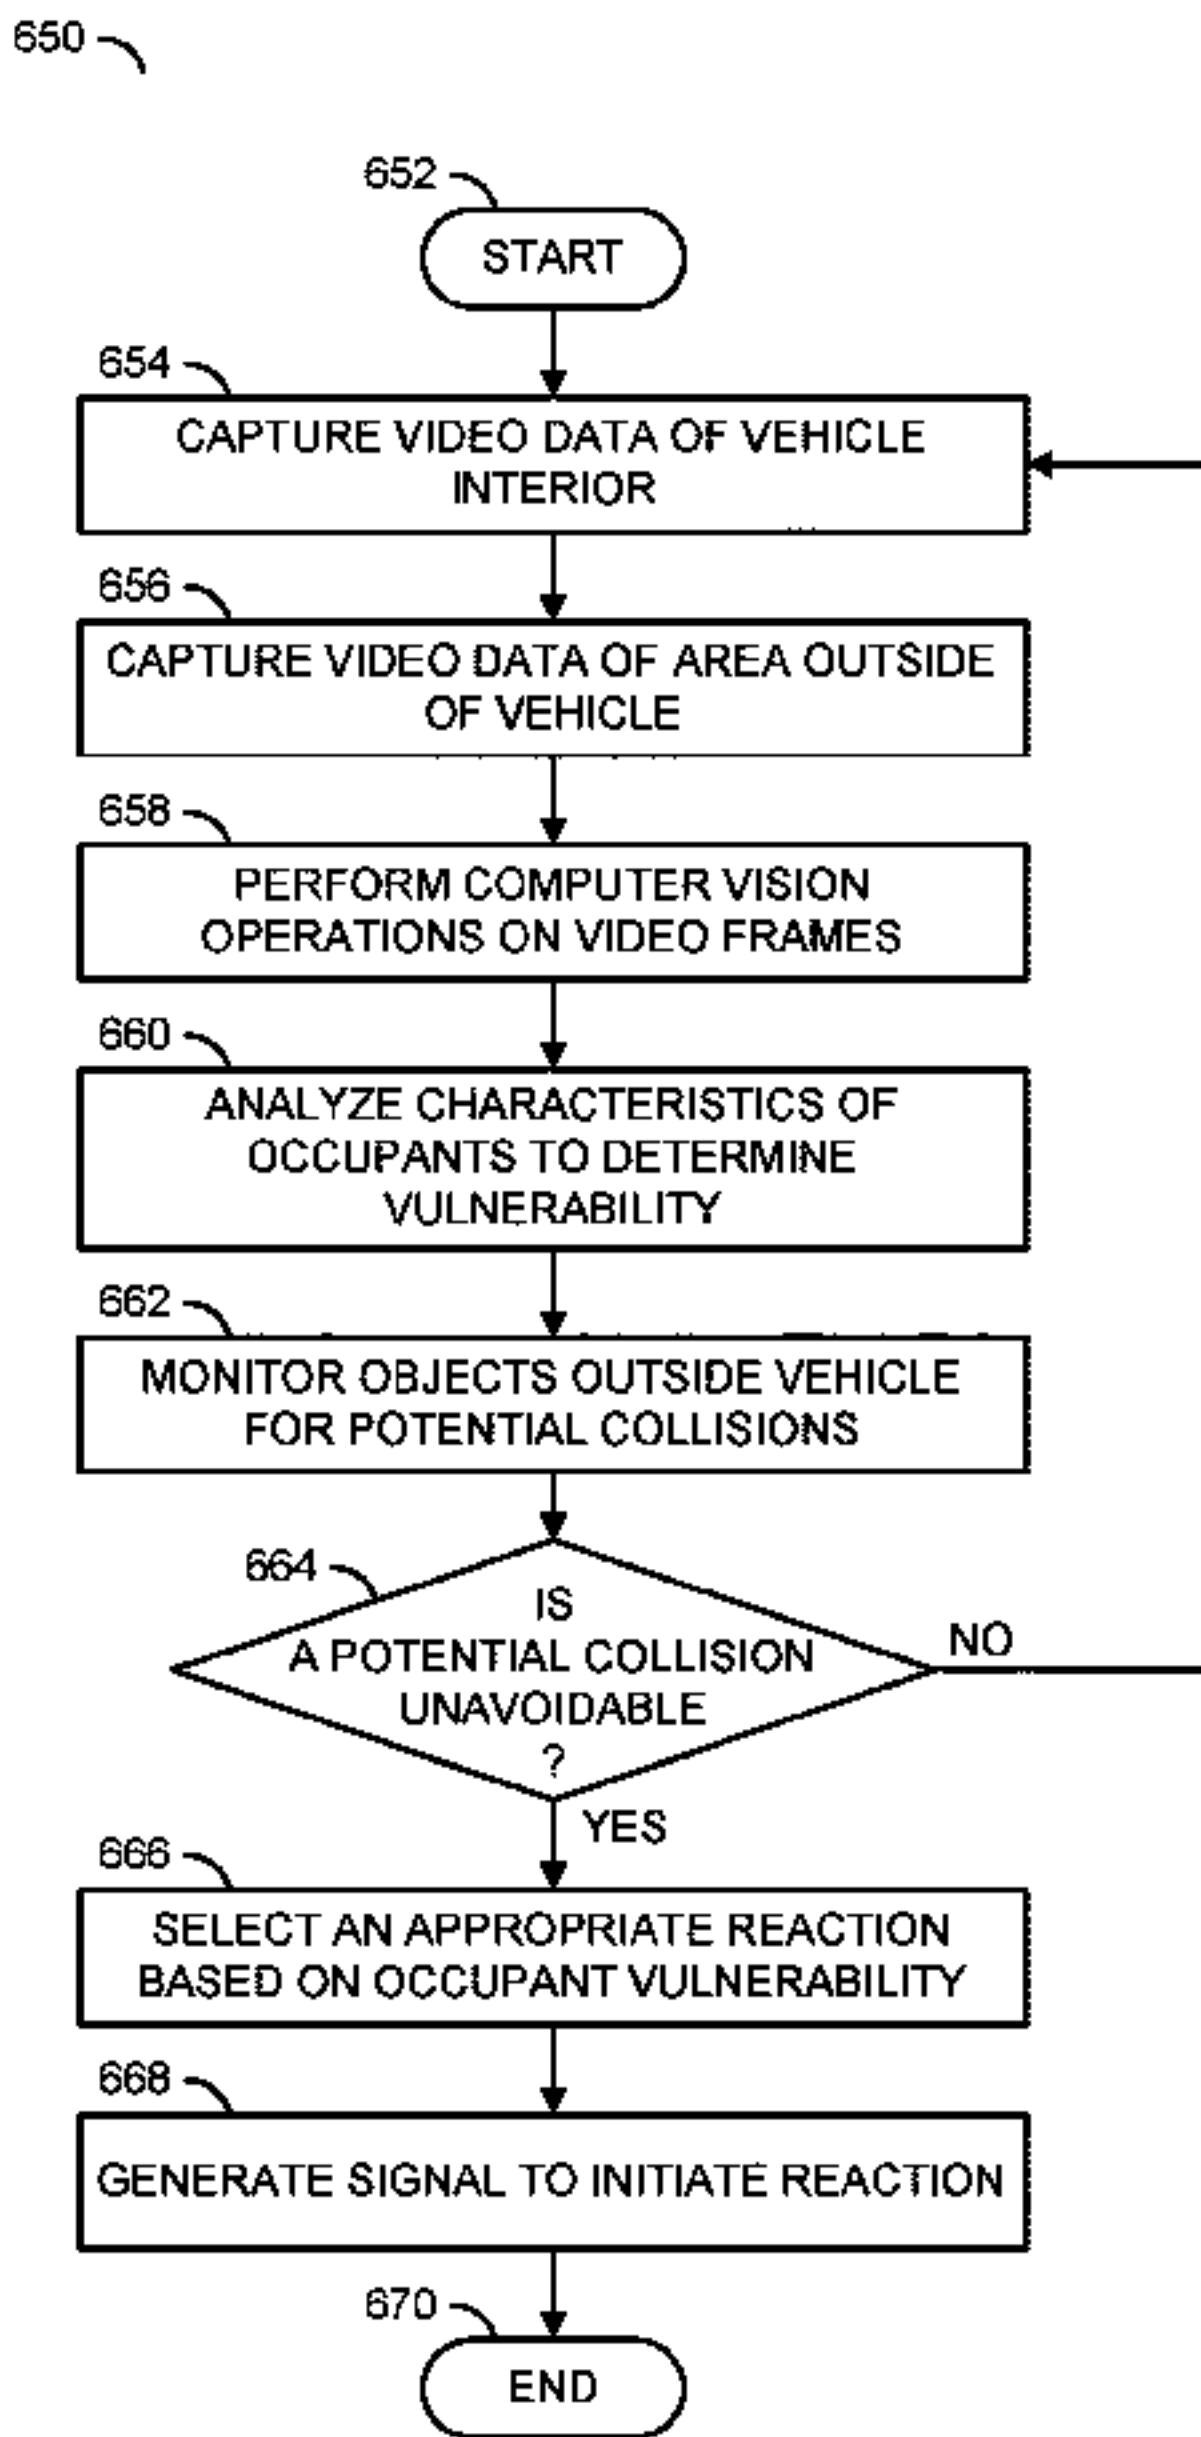 650
652
START
654
CAPTURE VIDEO DATA OF VEHICLE
INTERIOR
656
CAPTURE VIDEO DATA OF AREA OUTSIDE
OF VEHICLE
658
PERFORM COMPUTER VISION
OPERATIONS ON VIDEO FRAMES
660
ANALYZE CHARACTERISTICS OF
OCCUPANTS TO DETERMINE
VULNERABILITY
662
MONITOR OBJECTS OUTSIDE VEHICLE
FOR POTENTIAL COLLISIONS
664
IS
A POTENTIAL COLLISION
UNAVOIDABLE
?
NO
YES
666
SELECT AN APPROPRIATE REACTION
BASED ON OCCUPANT VULNERABILITY
668
GENERATE SIGNAL TO INITIATE REACTION
670
END